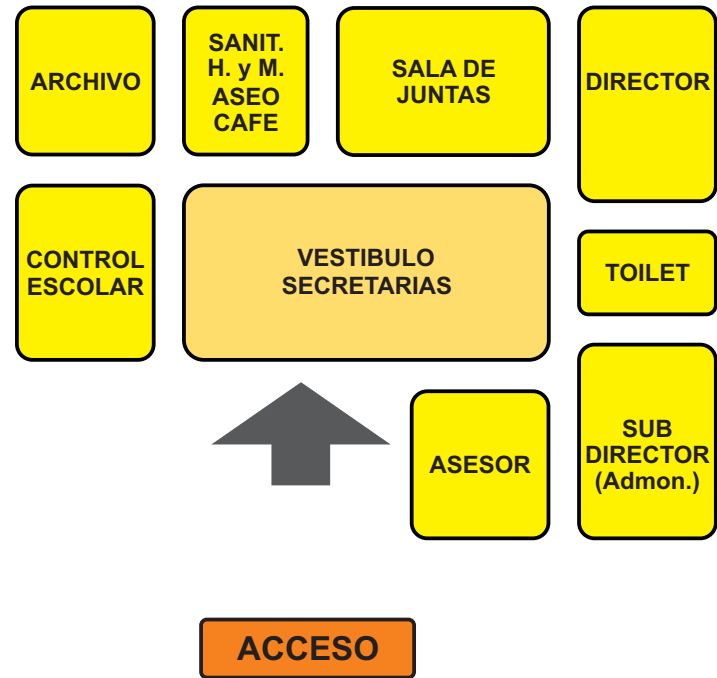 ARCHIVO
SANIT.
H. y M.
ASEO
CAFE
SALA DE
JUNTAS
DIRECTOR
CONTROL
ESCOLAR
VESTIBULO
SECRETARIAS
TOILET
ASESOR
SUB
DIRECTOR
(Admon.)
ACCESO